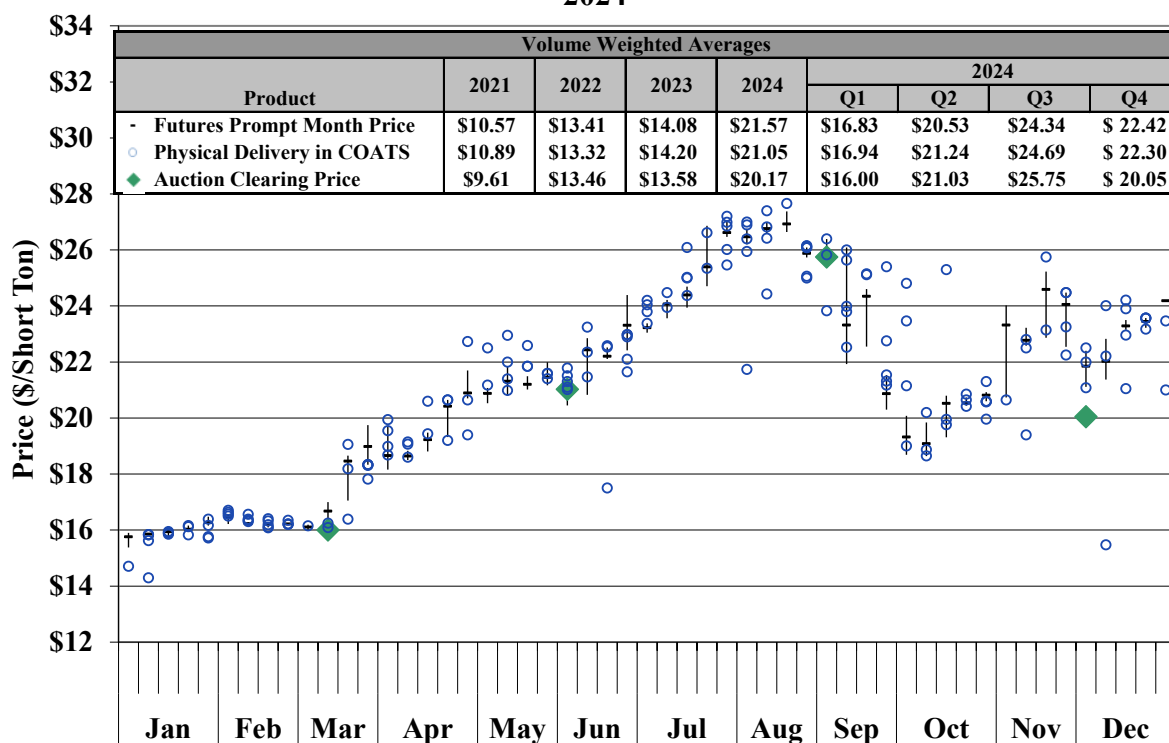 2024
$34
$32
$30
$28
$26
$24
$22
$20
$18
$16
$14
$12
Price ($/Short Ton)
Volume Weighted Averages
Product 2021 2022 2023 2024 2024
Q1 Q2 Q3 Q4
Futures Prompt Month Price $10.57 $13.41 $14.08 $21.57 $16.83 $20.53 $24.34 $ 22.42
Physical Delivery in COATS $10.89 $13.32 $14.20 $21.05 $16.94 $21.24 $24.69 $ 22.30
Auction Clearing Price $9.61 $13.46 $13.58 $20.17 $16.00 $21.03 $25.75 $ 20.05
Jan Feb Mar Apr May Jun Jul Aug Sep Oct Nov Dec